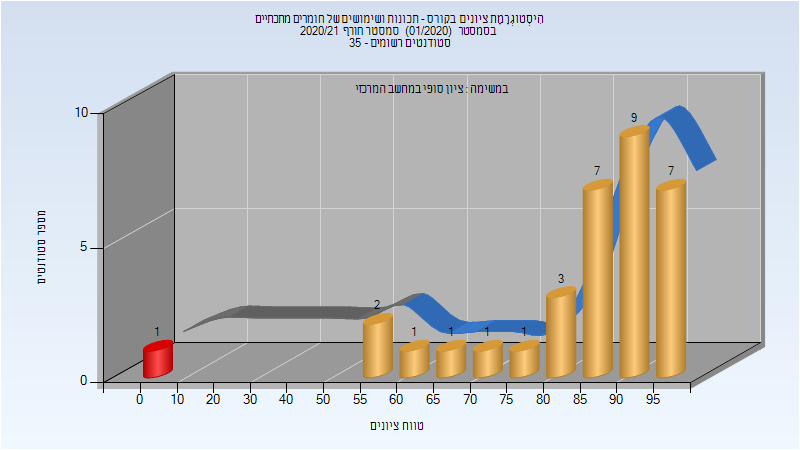 היסטוגרמת ציונים בקורס - תכונות ושימושים של חומרים מתכתיים
בסמסטר (01/2020) סמסטר חורף 2020/21
סטודנטים רשומים - 35
במשימה : ציון סופי במחשב המרכזי
מספר סטודנטים
10
5
0
1
2
1
1
1
1
3
7
9
7
0 10 20 30 40 55 60 65 70 75 80 85 90 95
טווח ציונים